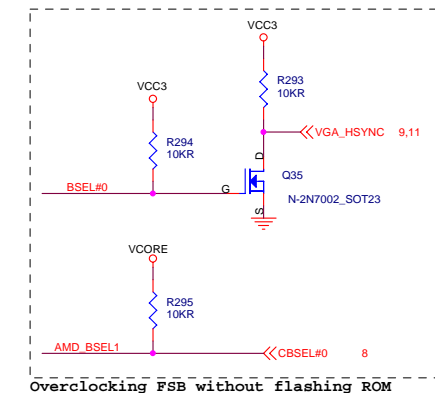 VCC3
R293
10KR
VCC3
VGA_HSYNC 9,11
R294
10KR
D
Q35
BSEL#0
G
N-2N7002_SOT23
S
VCORE
R295
10KR
AMD_BSEL1
CBSEL#0 8
Overclocking FSB without flashing ROM